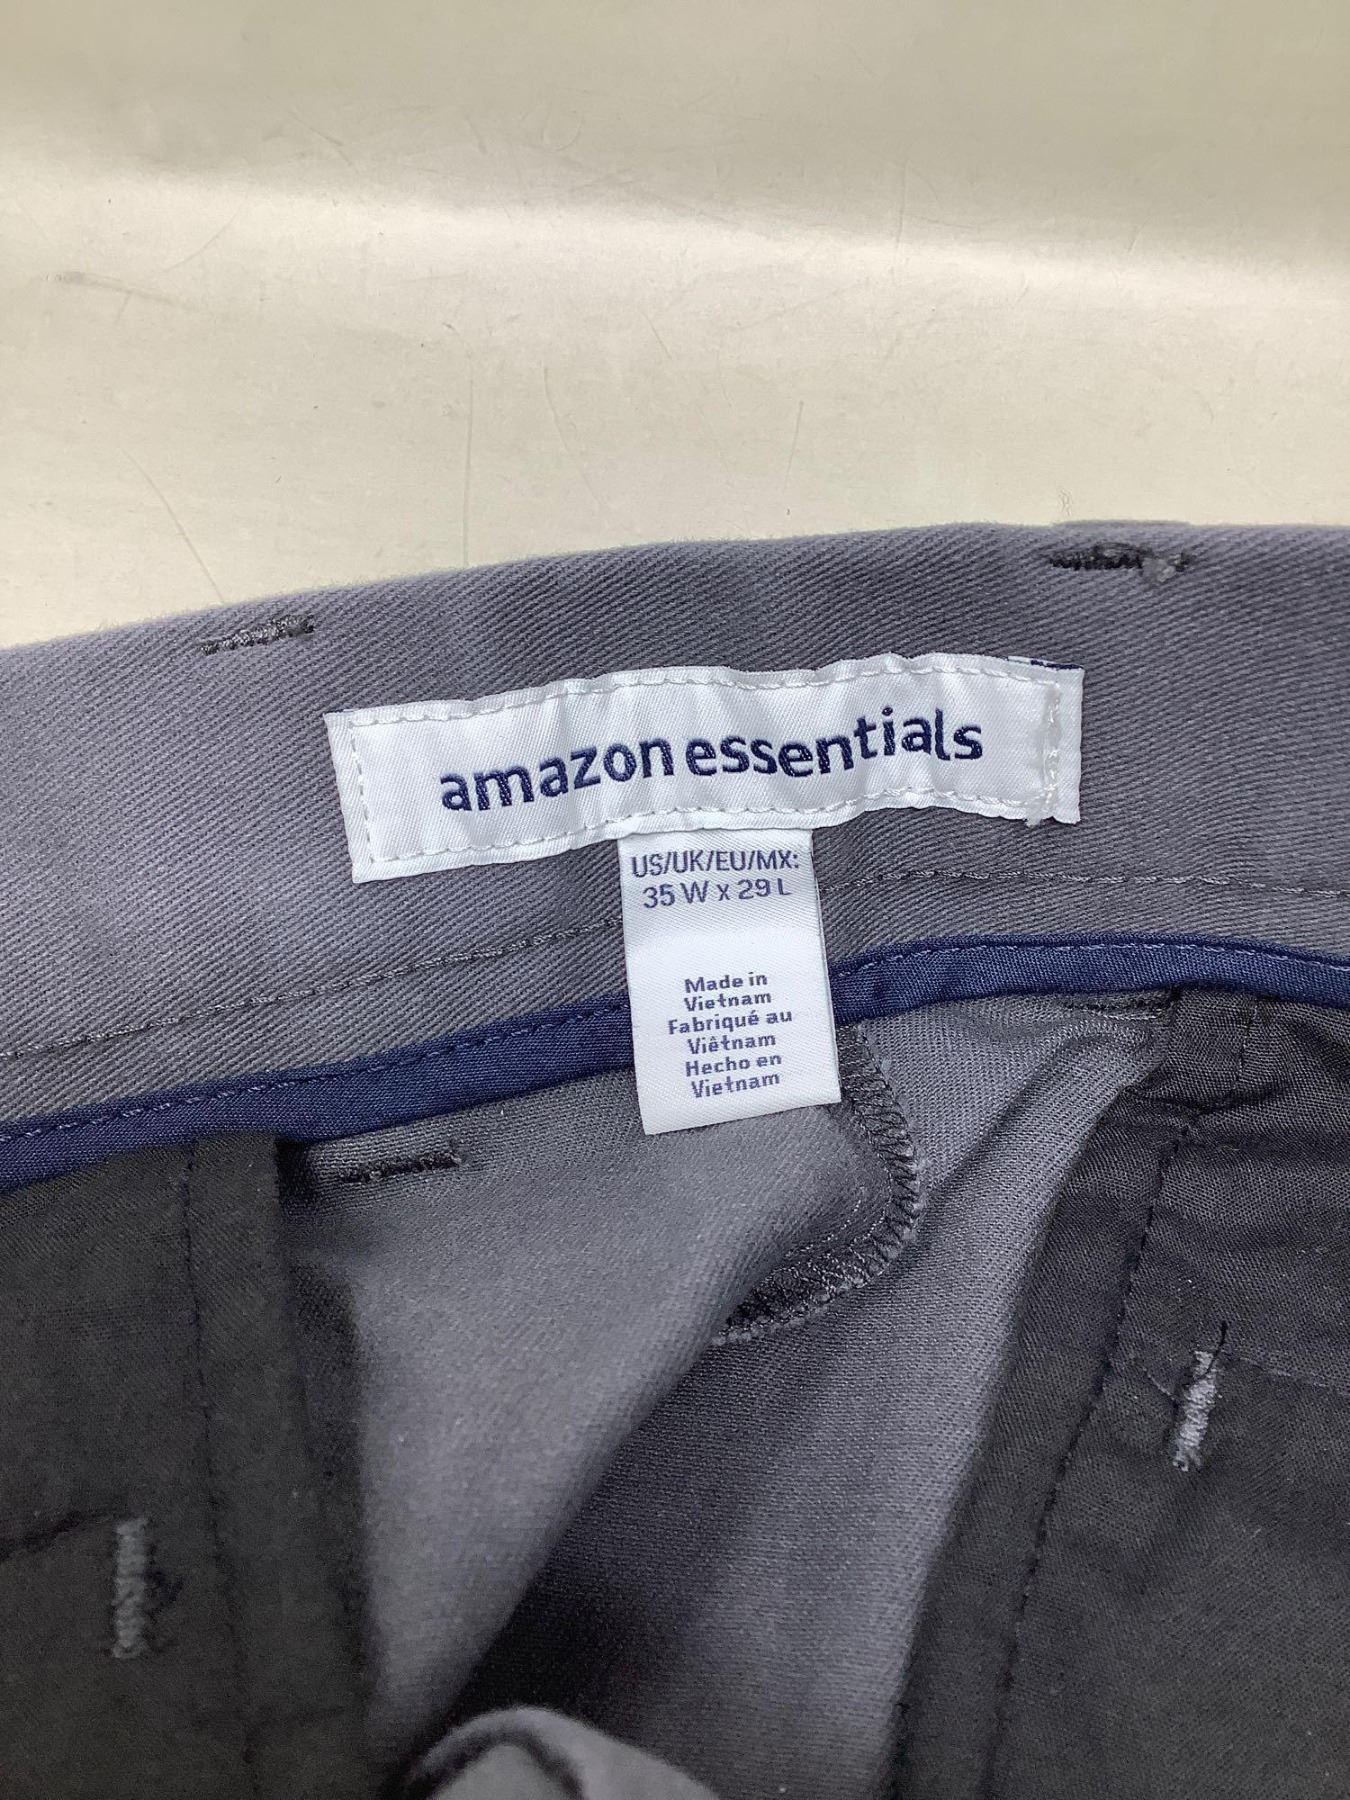 amazon essentials
US/UK/EU/MX:
35 W x 29 L
Made in
Vietnam
Fabriqué au
Viêtnam
Hecho en
Vietnam